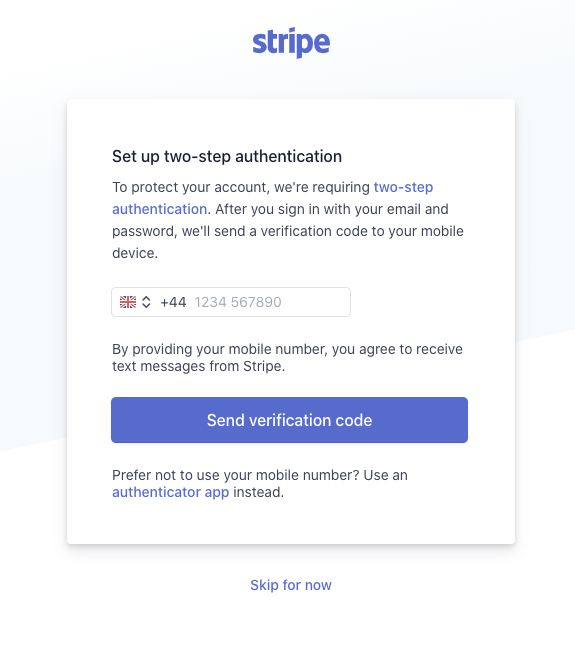 stripe
Set up two-step authentication
To protect your account, we're requiring two-step
authentication. After you sign in with your email and
password, we'll send a verification code to your mobile
device.
+44 1234 567890
By providing your mobile number, you agree to receive
text messages from Stripe.
Send verification code
Prefer not to use your mobile number? Use an
authenticator app instead.
Skip for now